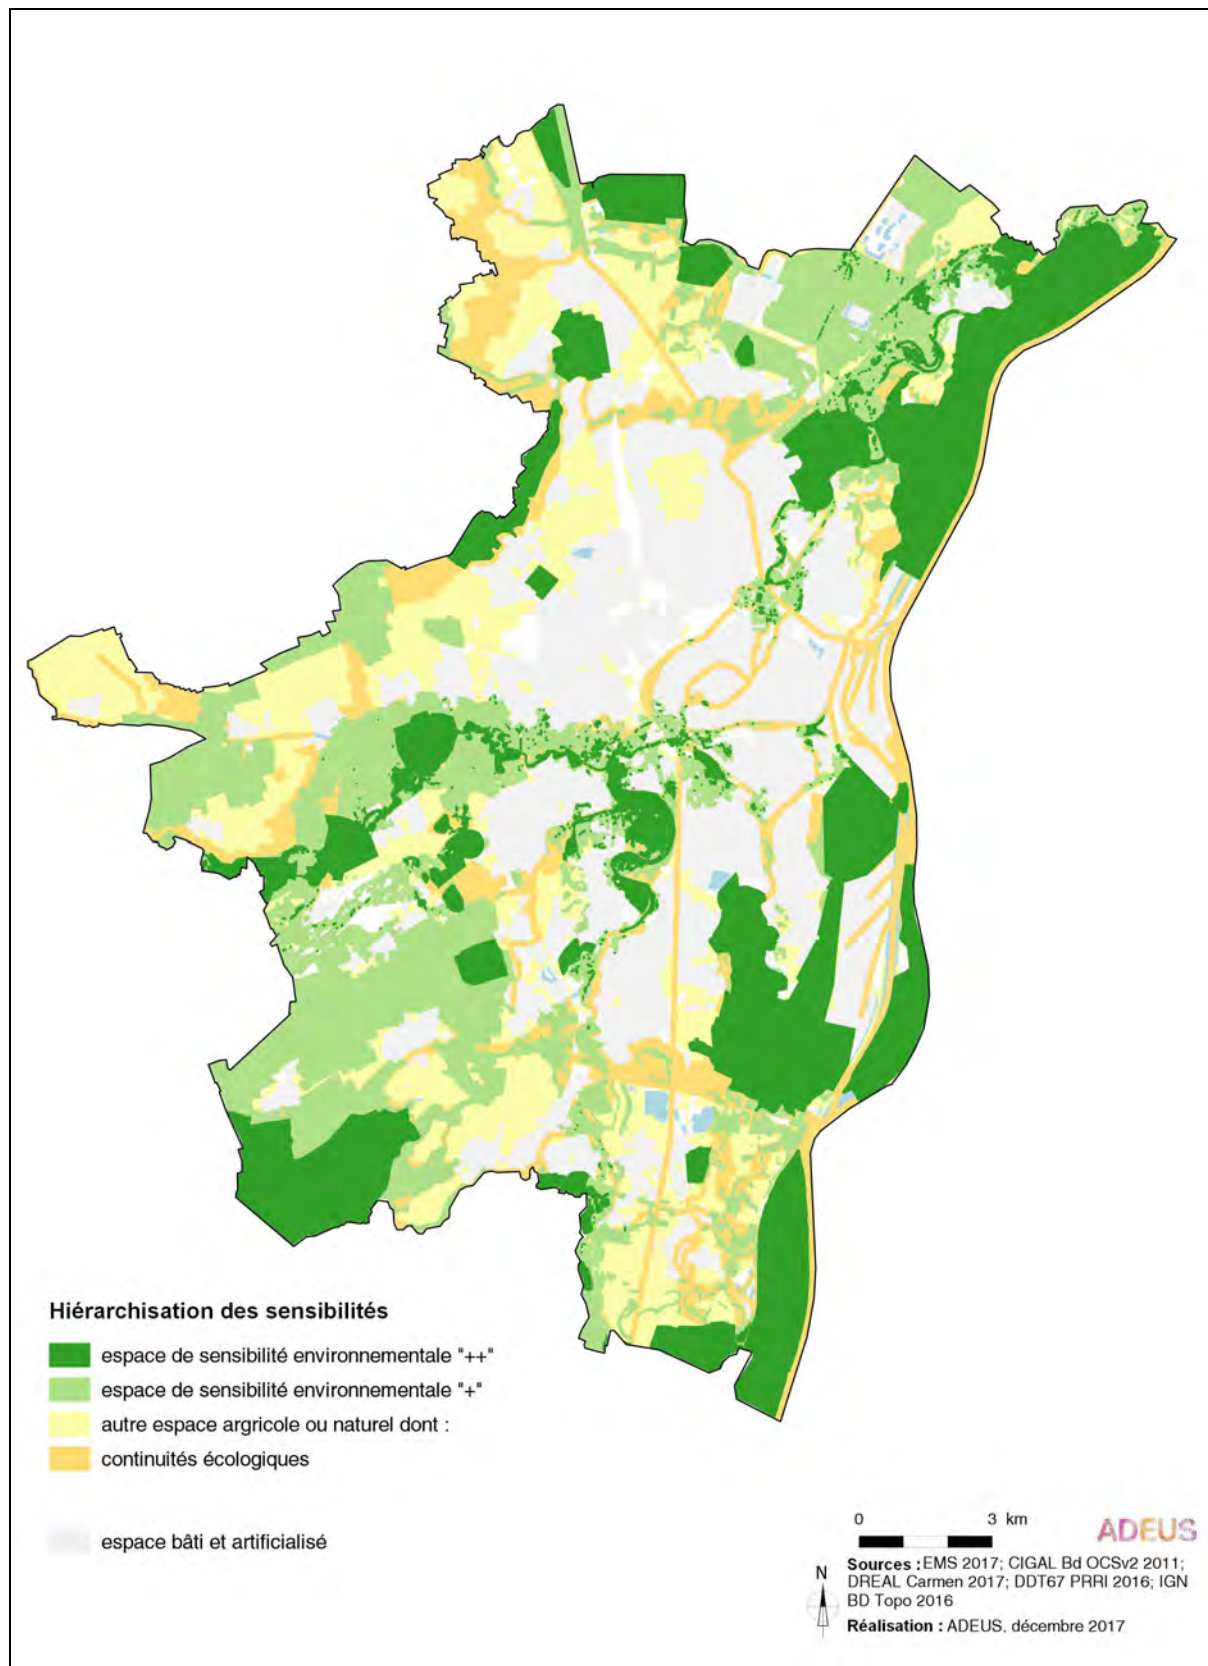 Hiérarchisation des sensibilités
espace de sensibilité environnementale "++"
espace de sensibilité environnementale "+"
autre espace argricole ou naturel dont :
continuités écologiques
espace bâti et artificialisé
0 3 km
ADEUS
N
Sources : EMS 2017; CIGAL Bd OCSv2 2011;
DREAL Carmen 2017; DDT67 PRRI 2016; IGN
BD Topo 2016
Réalisation : ADEUS, décembre 2017